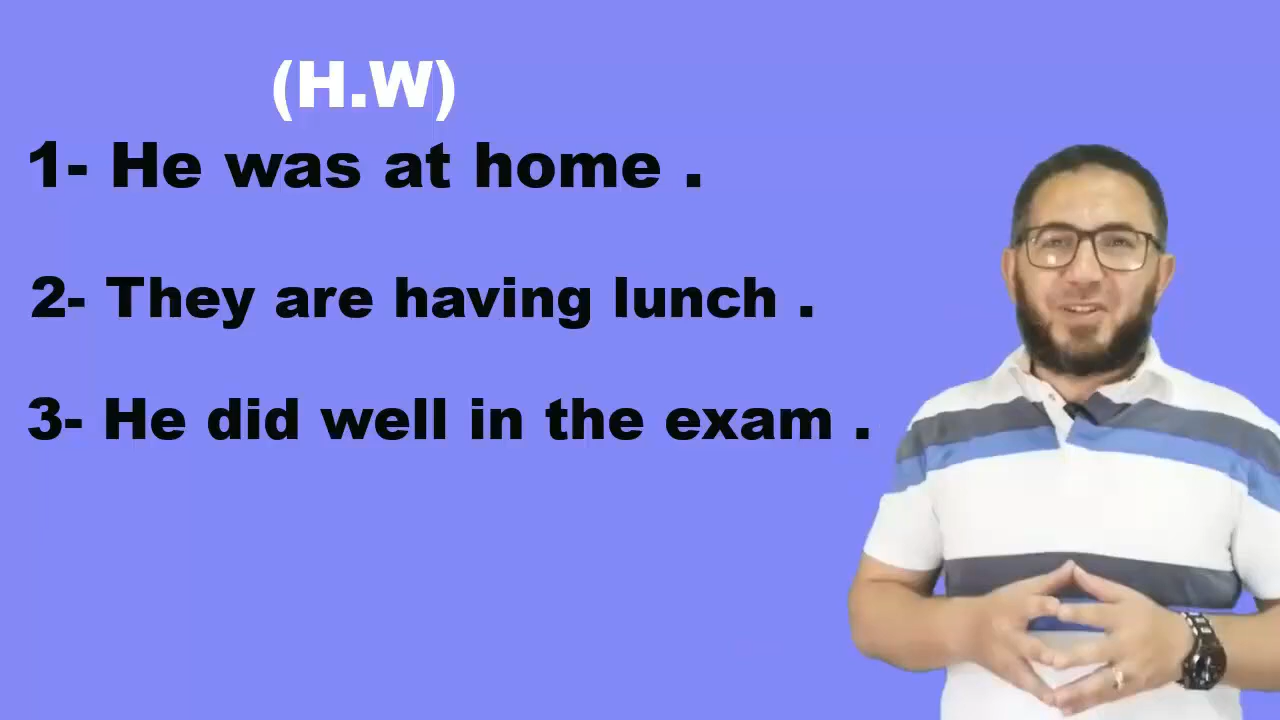 (H.W)
1- He was at home .
2- They are having lunch .
3- He did well in the exam .